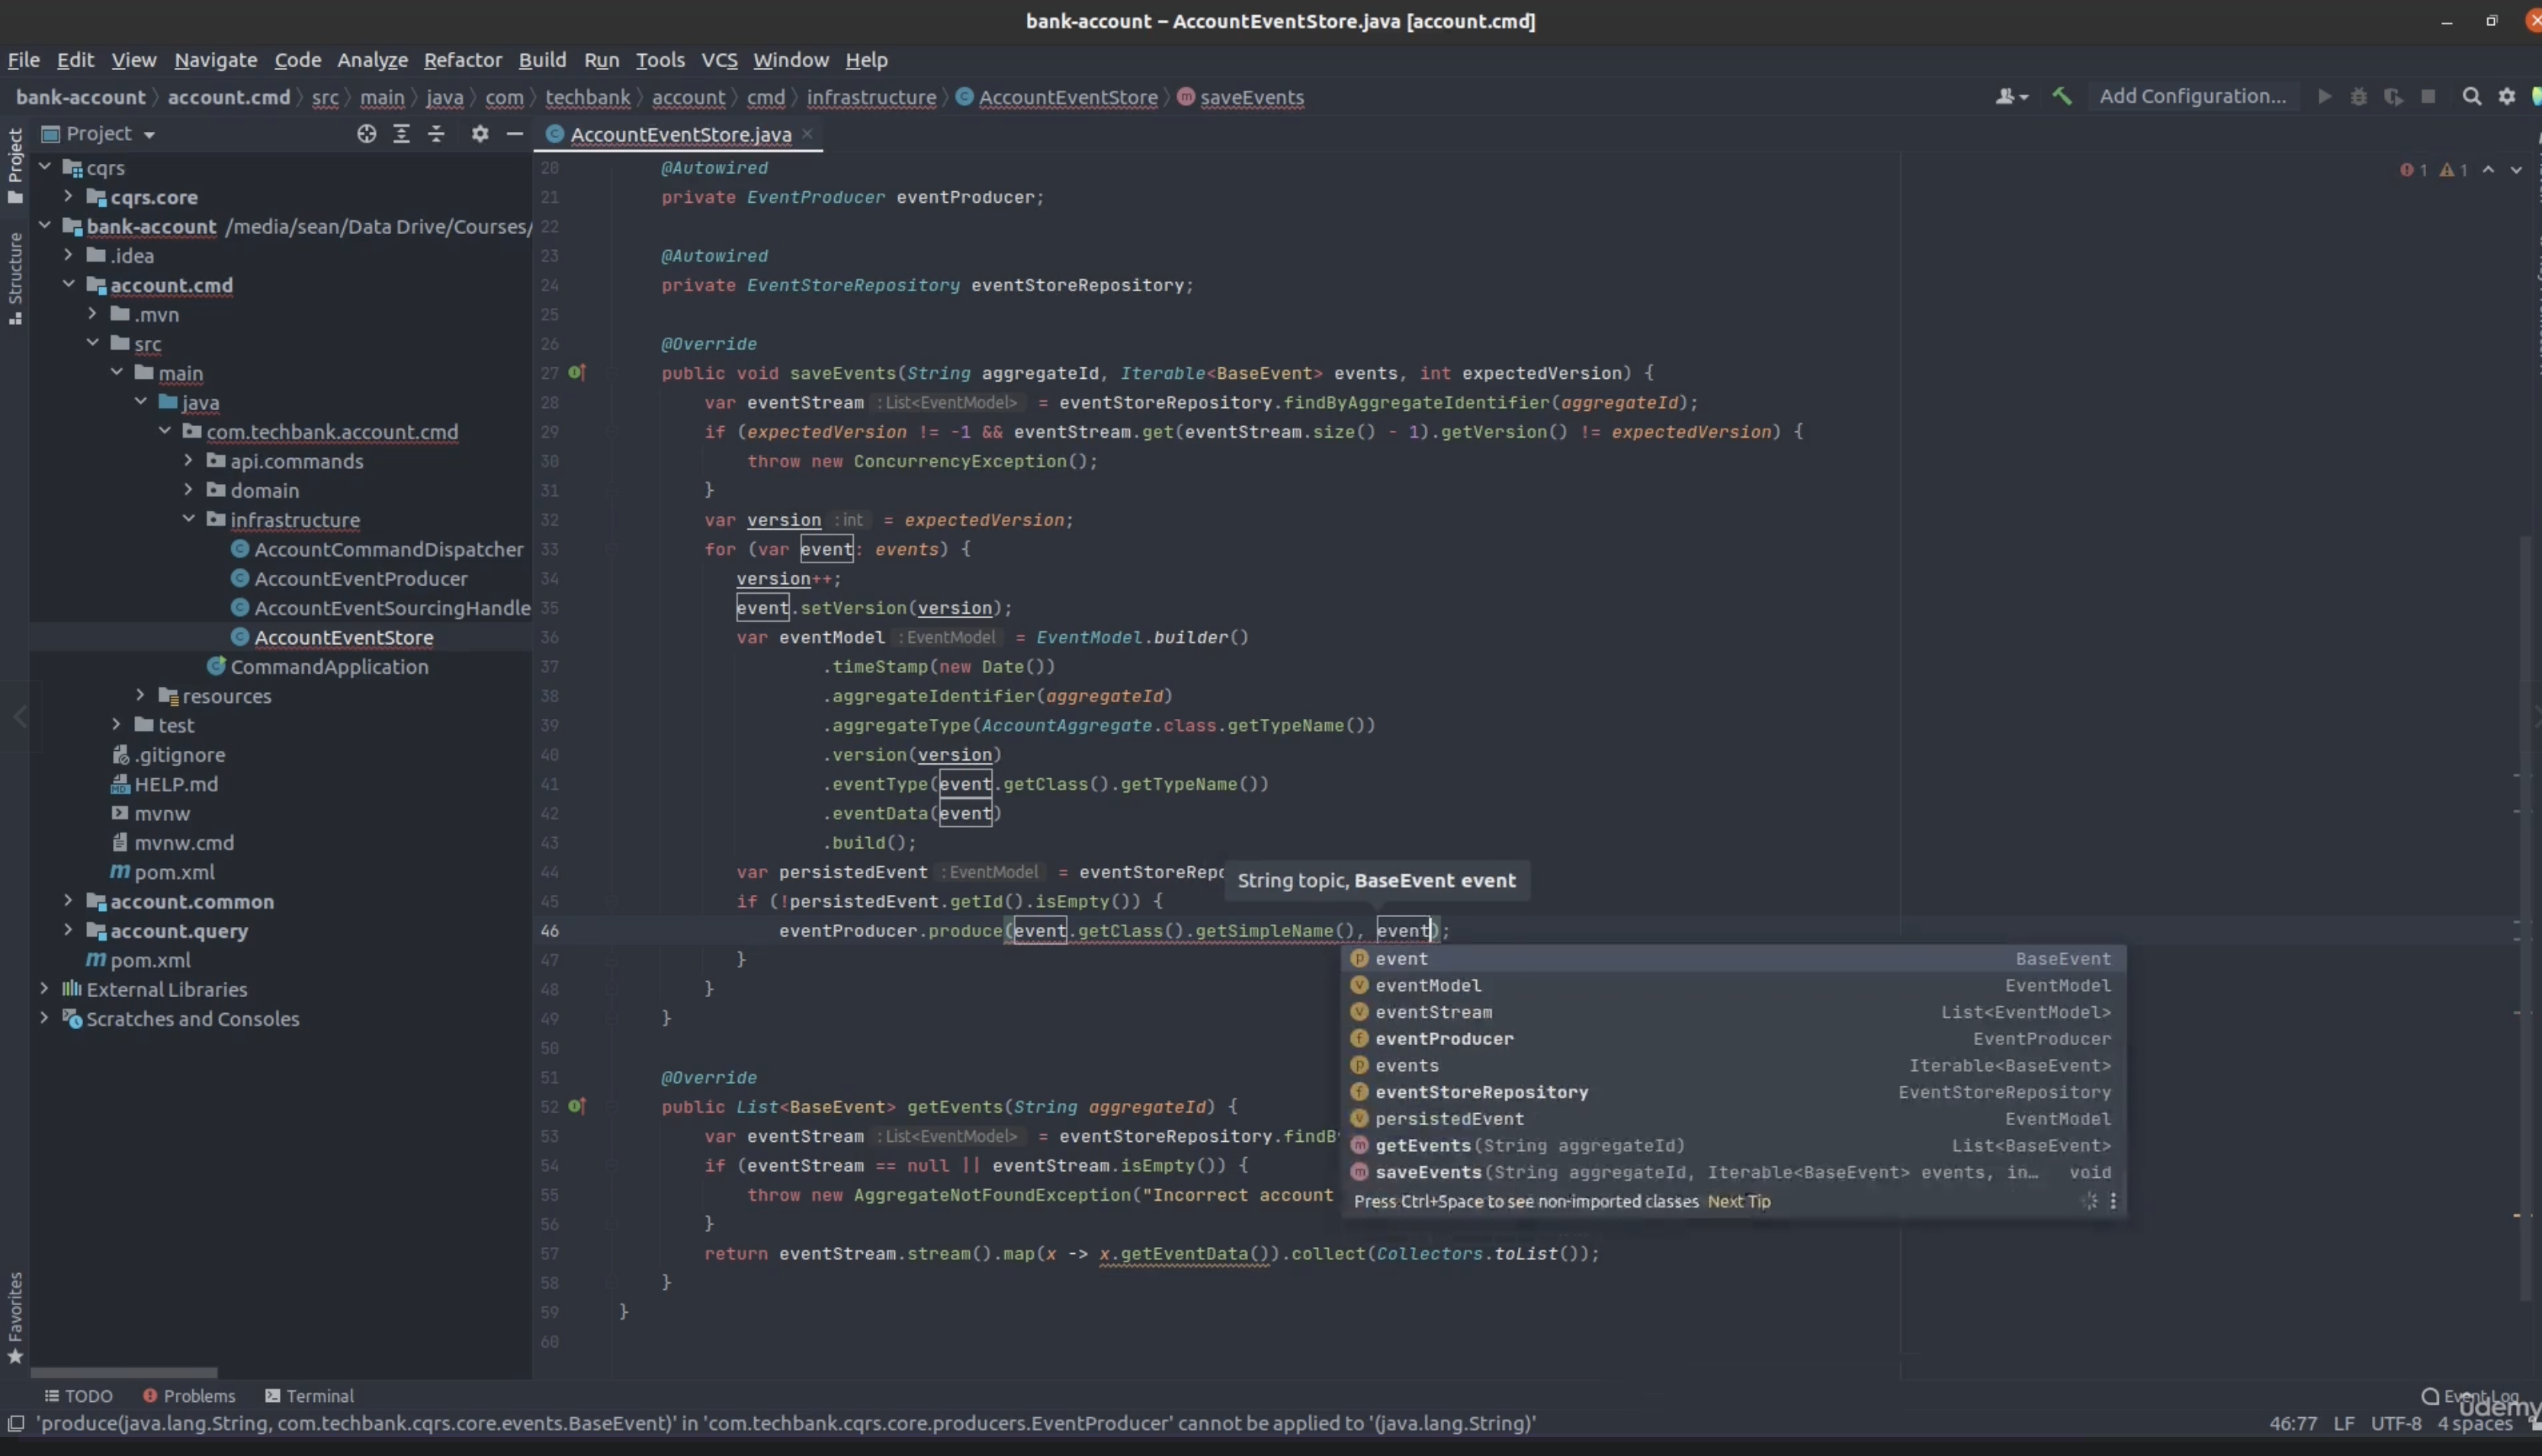 bank-account – AccountEventStore.java [account.cmd]
File Edit View Navigate Code Analyze Refactor Build Run Tools VCS Window Help
bank-account account.cmd src main java com techbank account cmd infrastructure AccountEventStore saveEvents Add Configuration...
Project
Project
AccountEventStore.java
Structure
Favorites
cqrs
cqrs.core
bank-account /media/sean/Data Drive/Courses/
.idea
account.cmd
.mvn
src
main
java
com.techbank.account.cmd
api.commands
domain
infrastructure
AccountCommandDispatcher
AccountEventProducer
AccountEventSourcingHandle
AccountEventStore
CommandApplication
resources
test
.gitignore
HELP.md
mvnw
mvnw.cmd
pom.xml
account.common
account.query
pom.xml
External Libraries
Scratches and Consoles
1 1
20 @Autowired
21 private EventProducer eventProducer;
22
23 @Autowired
24 private EventStoreRepository eventStoreRepository;
25
26 @Override
27 public void saveEvents(String aggregateId, Iterable<BaseEvent> events, int expectedVersion) {
28 var eventStream : List<EventModel> = eventStoreRepository.findByAggregateIdentifier(aggregateId);
29 if (expectedVersion != -1 && eventStream.get(eventStream.size() - 1).getVersion() != expectedVersion) {
30 throw new ConcurrencyException();
31 }
32 var version : int = expectedVersion;
33 for (var event: events) {
34 version++;
35 event.setVersion(version);
36 var eventModel : EventModel = EventModel.builder()
37 .timeStamp(new Date())
38 .aggregateIdentifier(aggregateId)
39 .aggregateType(AccountAggregate.class.getTypeName())
40 .version(version)
41 .eventType(event.getClass().getTypeName())
42 .eventData(event)
43 .build();
44 var persistedEvent : EventModel = eventStoreRepo
String topic, BaseEvent event
45 if (!persistedEvent.getId().isEmpty()) {
46 eventProducer.produce(event.getClass().getSimpleName(), event);
47 }
48 }
49 }
50
51 @Override
52 public List<BaseEvent> getEvents(String aggregateId) {
53 var eventStream : List<EventModel> = eventStoreRepository.findB
54 if (eventStream == null || eventStream.isEmpty()) {
55 throw new AggregateNotFoundException("Incorrect account
56 }
57 return eventStream.stream().map(x -> x.getEventData()).collect(Collectors.toList());
58 }
59 }
60
event BaseEvent
eventModel EventModel
eventStream List<EventModel>
eventProducer EventProducer
events Iterable<BaseEvent>
eventStoreRepository EventStoreRepository
persistedEvent EventModel
getEvents(String aggregateId) List<BaseEvent>
saveEvents(String aggregateId, Iterable<BaseEvent> events, in... void
Press Ctrl+Space to see non-imported classes Next Tip
TODO Problems Terminal Event Log
udemy
'produce(java.lang.String, com.techbank.cqrs.core.events.BaseEvent)' in 'com.techbank.cqrs.core.producers.EventProducer' cannot be applied to '(java.lang.String)' 46:77 LF UTF-8 4 spaces